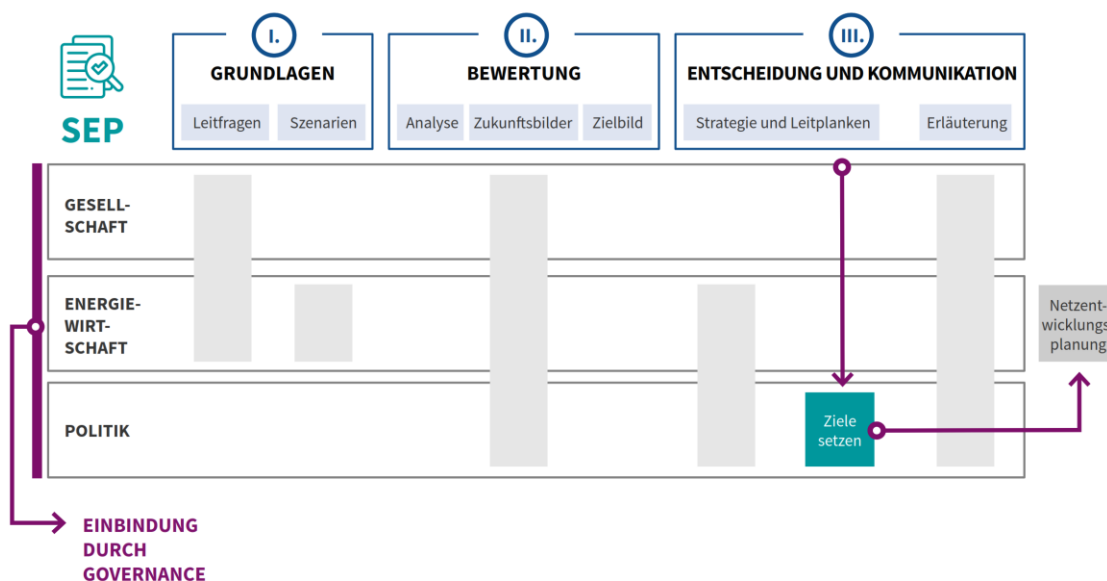 I.
II.
III.
SEP
GRUNDLAGEN
BEWERTUNG
ENTSCHEIDUNG UND KOMMUNIKATION
Leitfragen
Szenarien
Analyse
Zukunftsbilder
Zielbild
Strategie und Leitplanken
Erläuterung
GESELL-
SCHAFT
ENERGIE-
WIRT-
SCHAFT
Netzent-
wicklungs
planung
POLITIK
Ziele
setzen
EINBINDUNG
DURCH
GOVERNANCE